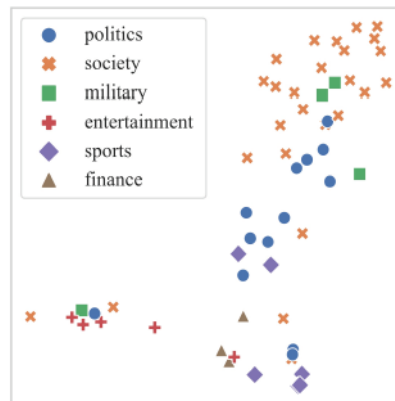 politics
society
military
entertainment
sports
finance